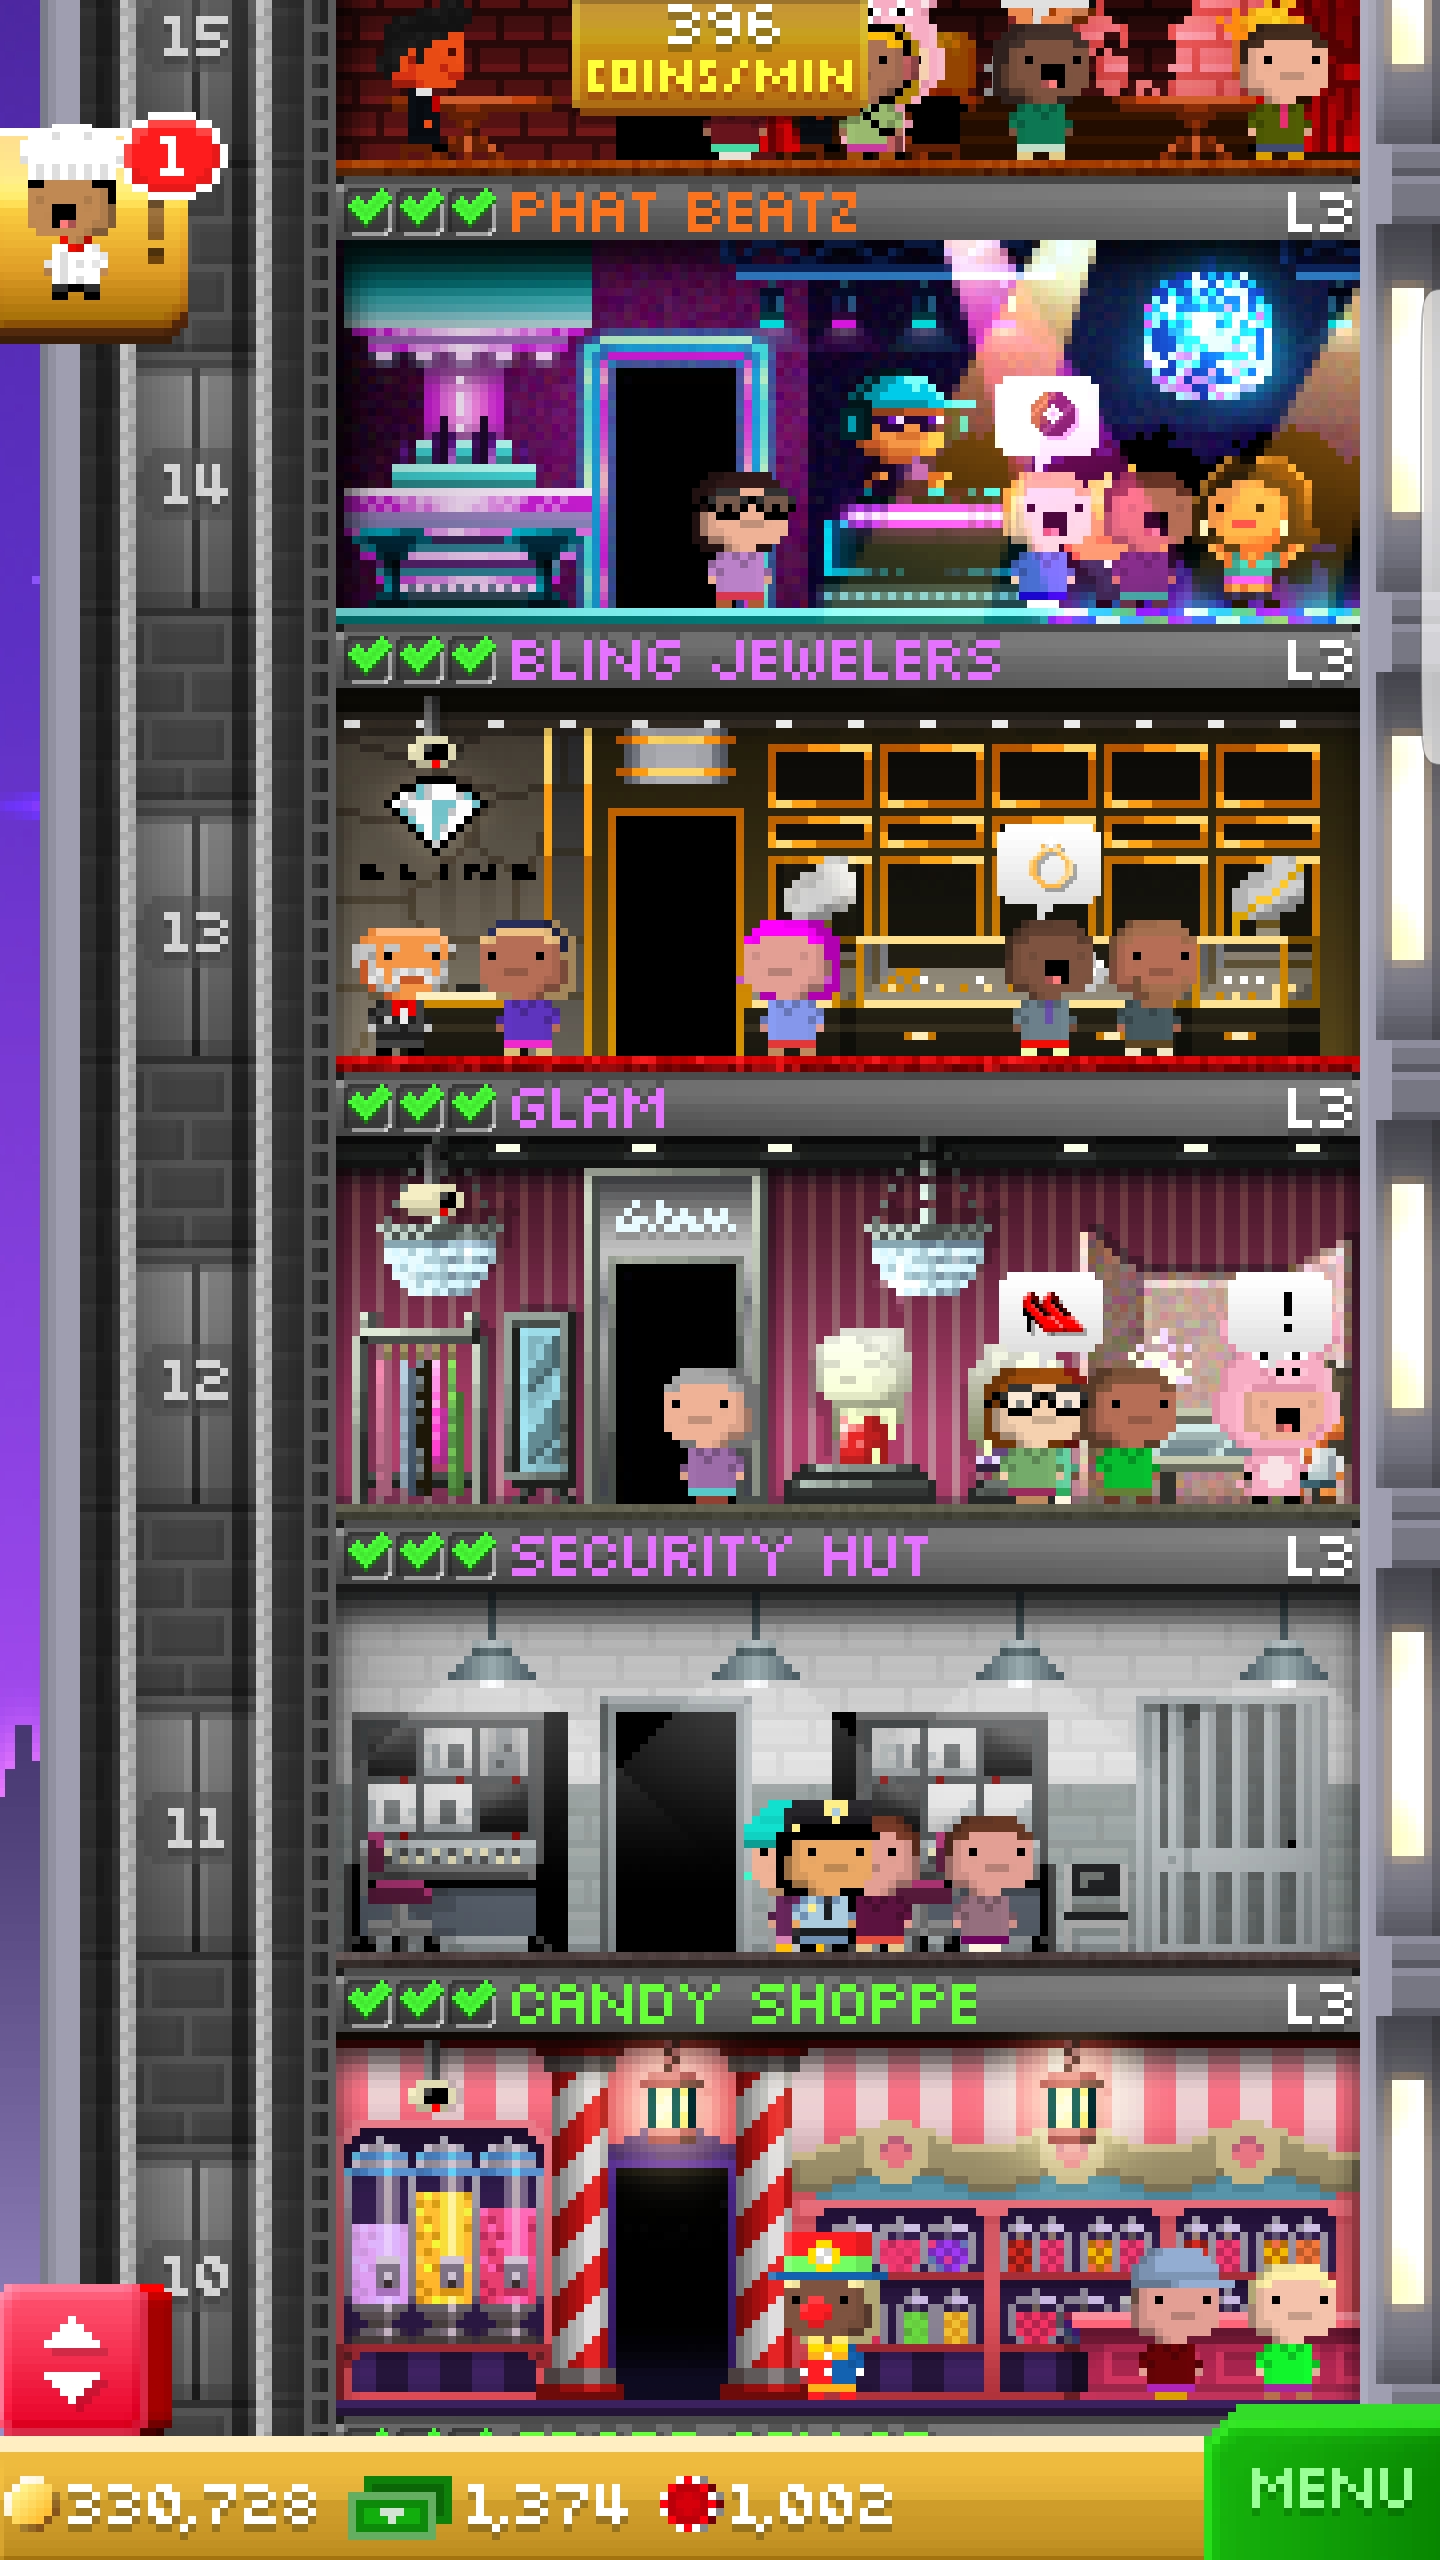 15
396
COINS/MIN
1
PHAT BEATZ L3
14
BLING JEWELERS L3
BLING
13
GLAM L3
Glam
!
12
SECURITY HUT L3
11
CANDY SHOPPE L3
10
330,728 1,374 1,002
MENU